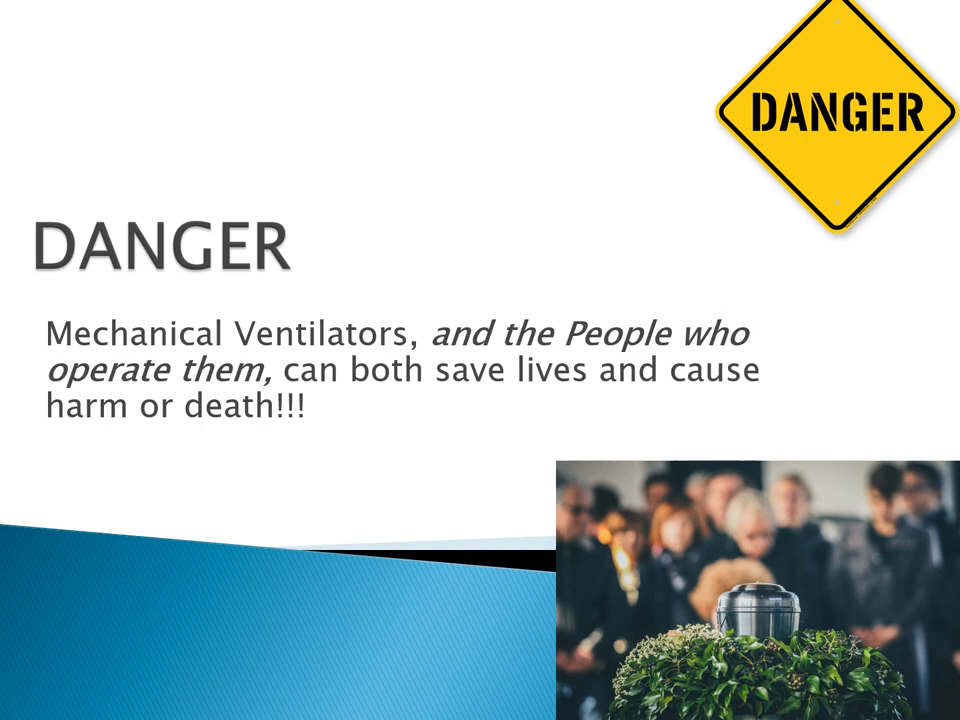 DANGER
DANGER
Mechanical Ventilators, and the People who
operate them, can both save lives and cause
harm or death!!!